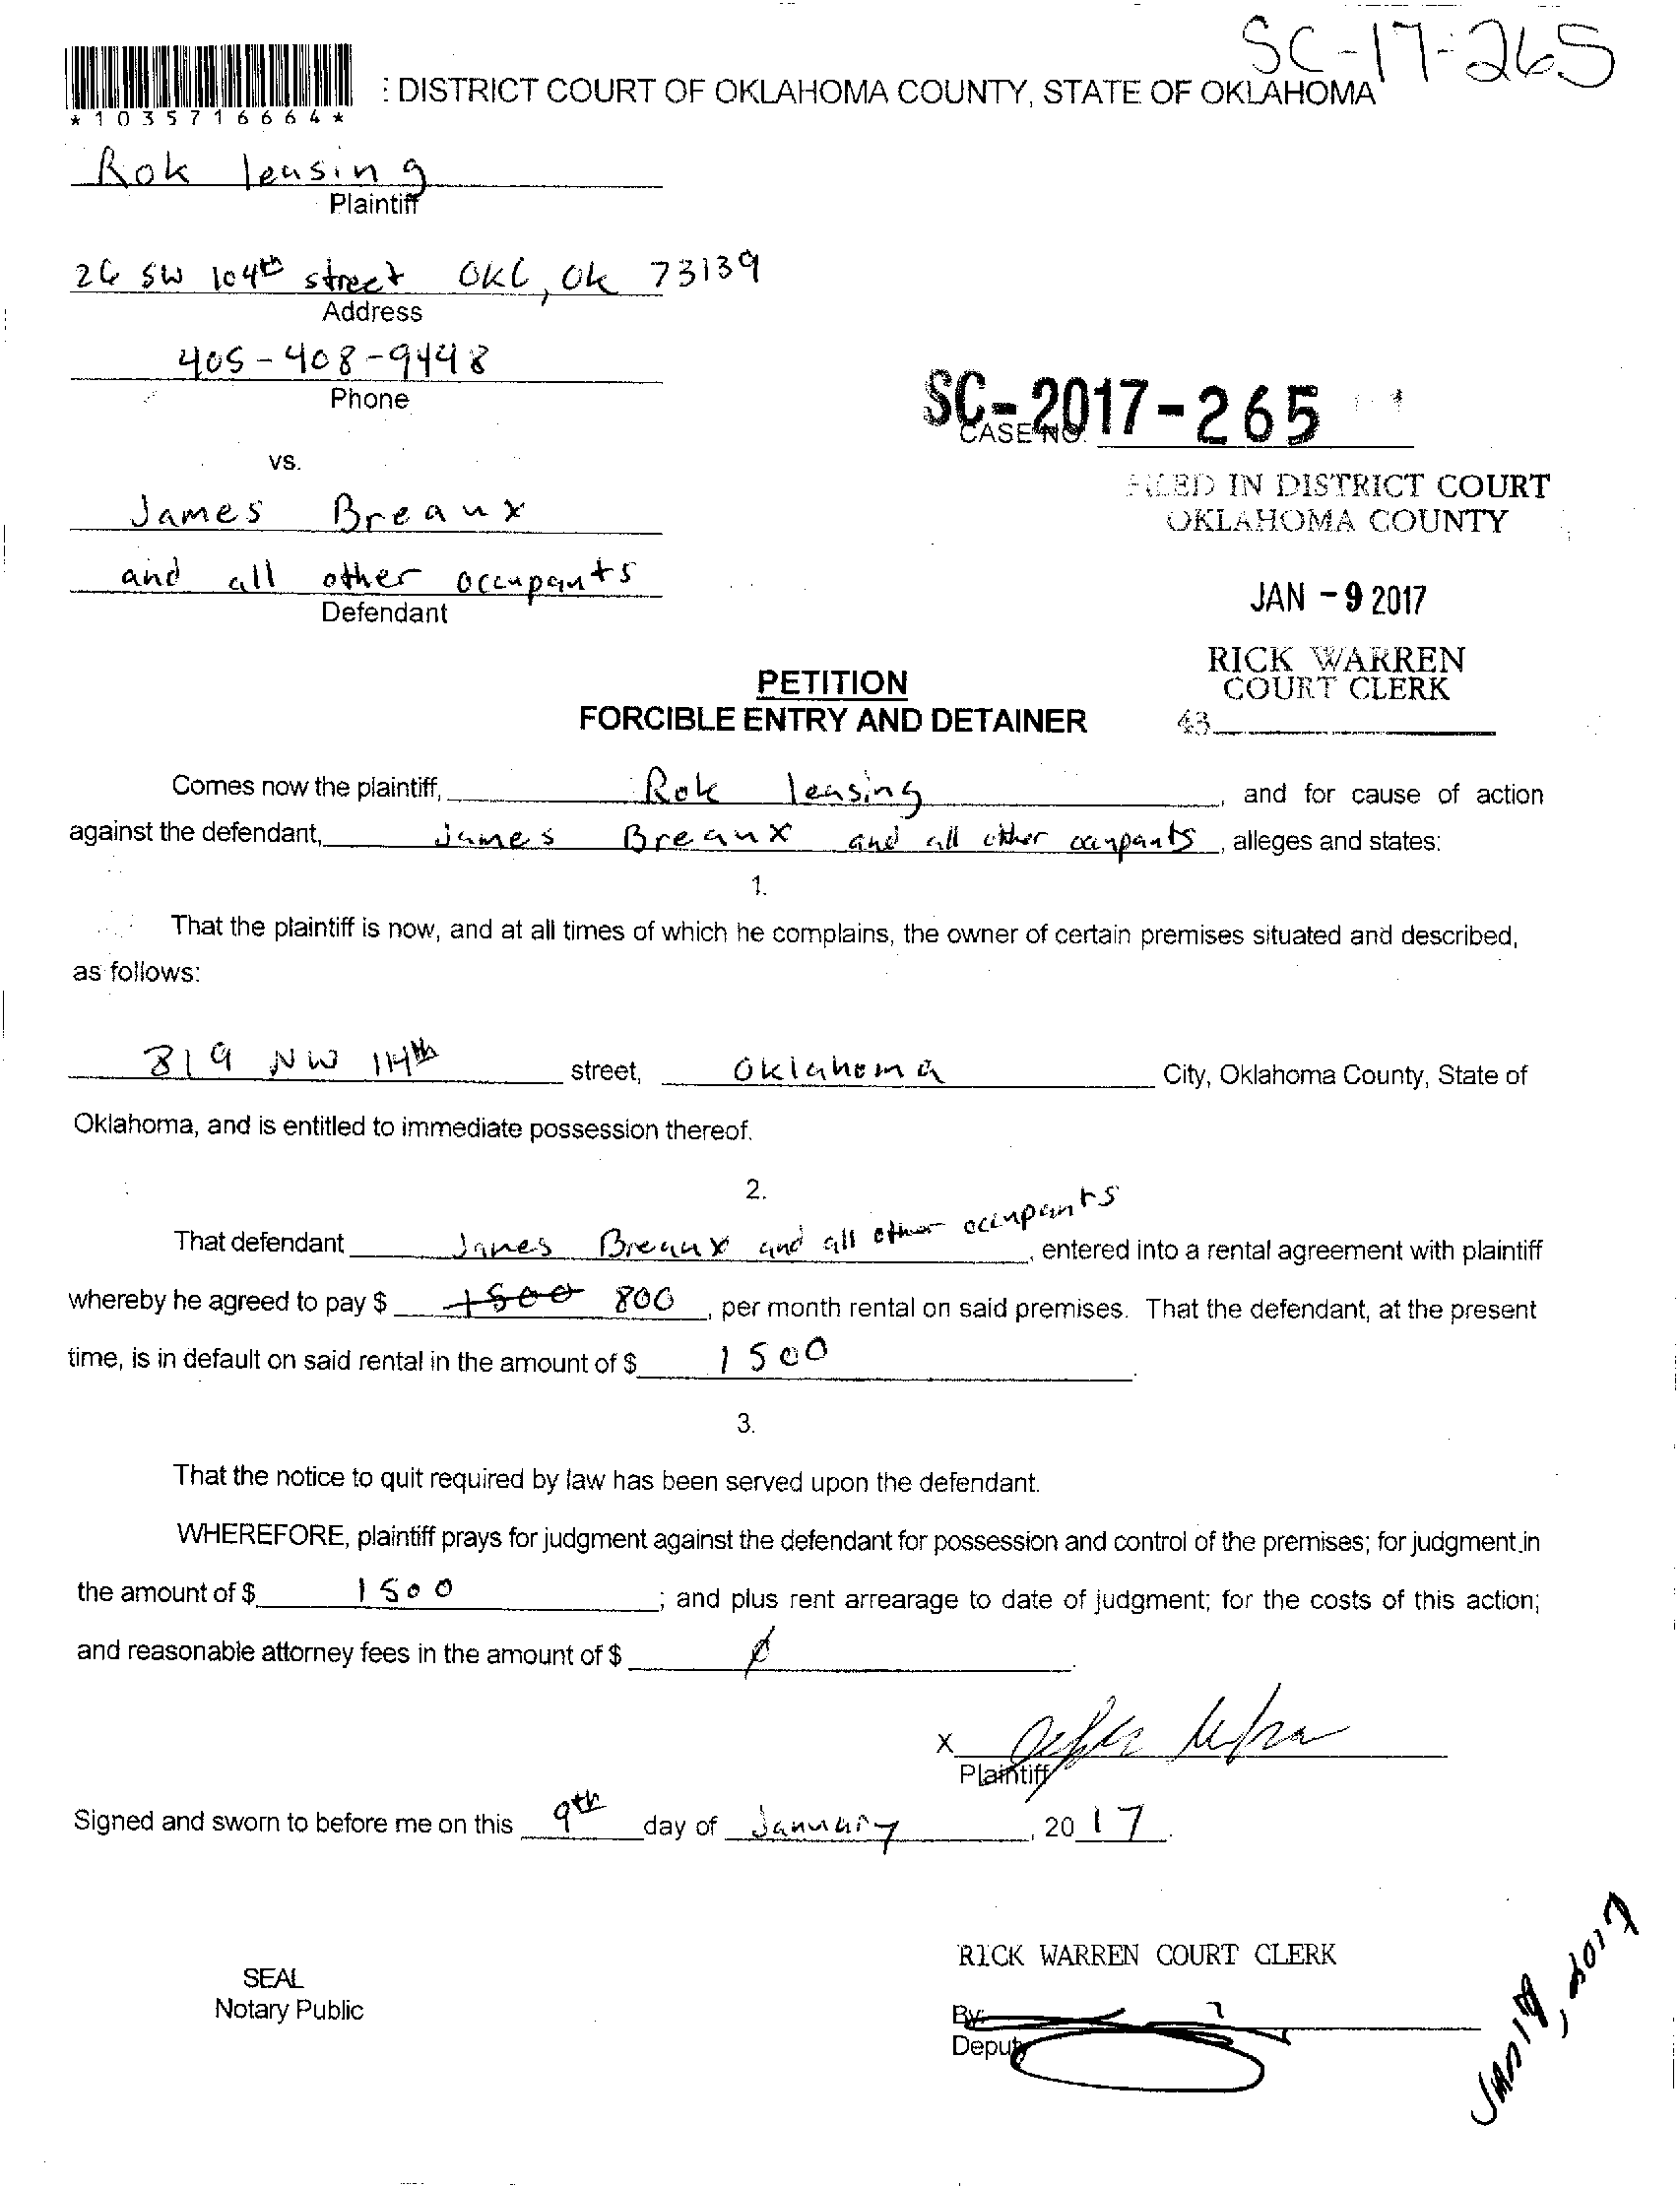 SC-17-265
: DISTRICT COURT OF OKLAHOMA COUNTY, STATE OF OKLAHOMA
*1035716664*
Rok leasing
Plaintiff
26 SW 104th street OKC, Ok 73139
Address
405-408-9448
Phone
SC-2017-265
CASE NO.
vs.
FILED IN DISTRICT COURT
OKLAHOMA COUNTY
James Breaux
and all other occupants
Defendant
JAN -9 2017
RICK WARREN
COURT CLERK
43
PETITION
FORCIBLE ENTRY AND DETAINER
Comes now the plaintiff, Rok leasing, and for cause of action
against the defendant, James Breaux and all other occupants, alleges and states:
1.
That the plaintiff is now, and at all times of which he complains, the owner of certain premises situated and described,
as follows:
819 NW 114th street, Oklahoma City, Oklahoma County, State of
Oklahoma, and is entitled to immediate possession thereof.
2.
That defendant James Breaux and all other occupants, entered into a rental agreement with plaintiff
whereby he agreed to pay $ 1500 800, per month rental on said premises. That the defendant, at the present
time, is in default on said rental in the amount of $ 1500.
3.
That the notice to quit required by law has been served upon the defendant.
WHEREFORE, plaintiff prays for judgment against the defendant for possession and control of the premises; for judgment in
the amount of $ 1500; and plus rent arrearage to date of judgment; for the costs of this action;
and reasonable attorney fees in the amount of $
X
Plaintiff
Signed and sworn to before me on this 9th day of January, 2017.
RICK WARREN COURT CLERK
SEAL
Notary Public
By:
Deputy